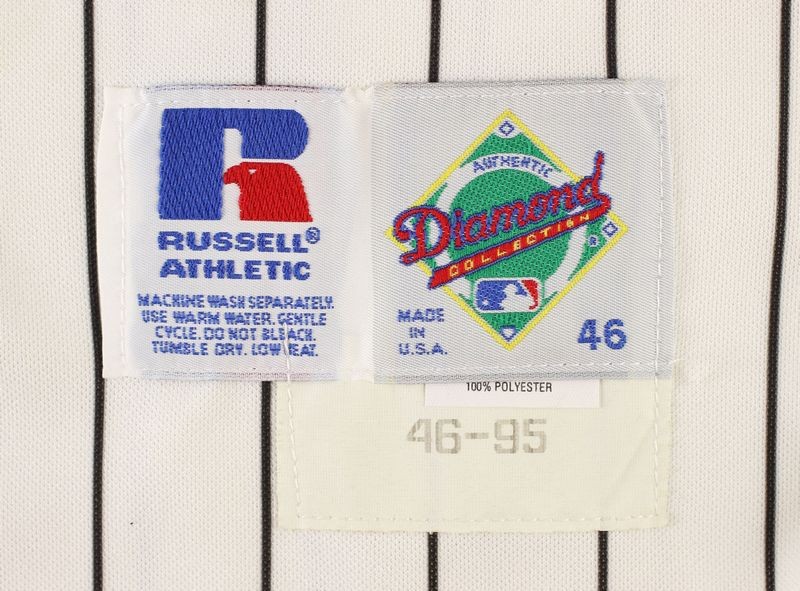 RUSSELL®
ATHLETIC
MACHINE WASH SEPARATELY.
USE WARM WATER. GENTLE
CYCLE. DO NOT BLEACH.
TUMBLE DRY. LOW HEAT.
AUTHENTIC
Diamond
COLLECTION
®
MADE
IN
U.S.A.
46
100% POLYESTER
46-95